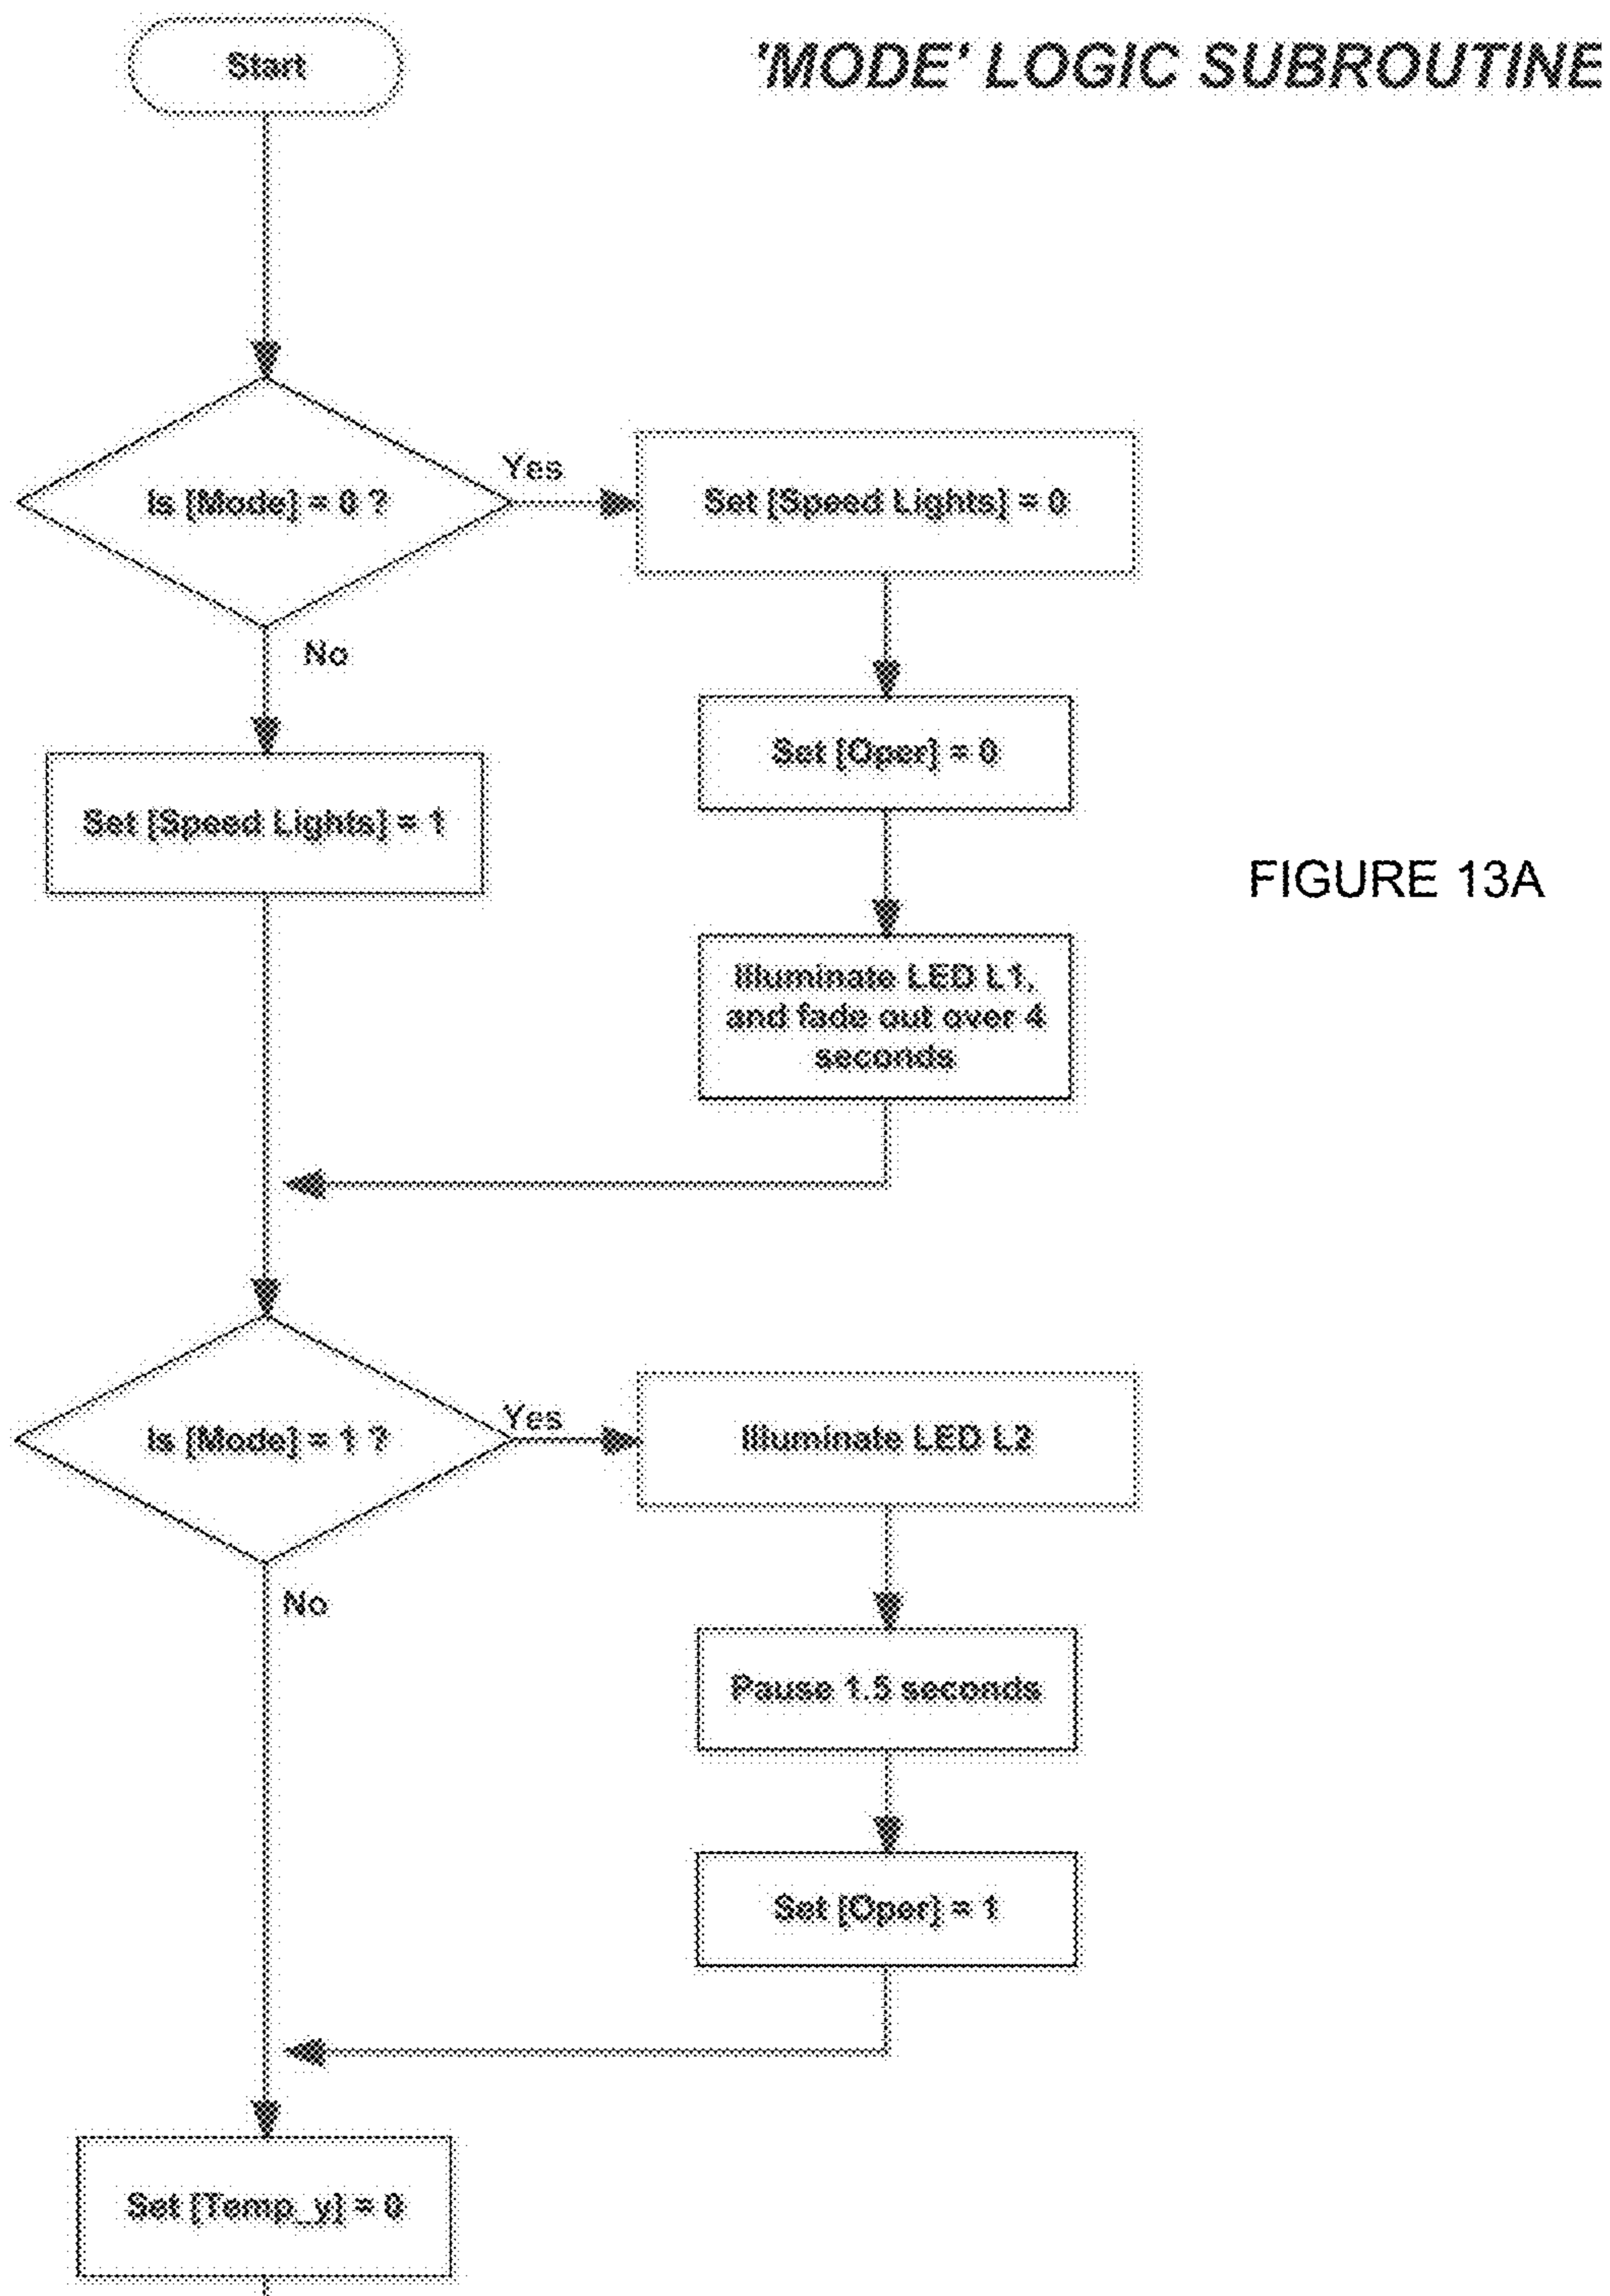 Start
'MODE' LOGIC SUBROUTINE
Is [Mode] = 0 ?
Yes
Set [Speed Lights] = 0
No
Set [Oper] = 0
Set [Speed Lights] = 1
FIGURE 13A
Illuminate LED L1,
and fade out over 4
seconds
Is [Mode] = 1 ?
Yes
Illuminate LED L2
No
Pause 1.5 seconds
Set [Oper] = 1
Set [Temp_y] = 0